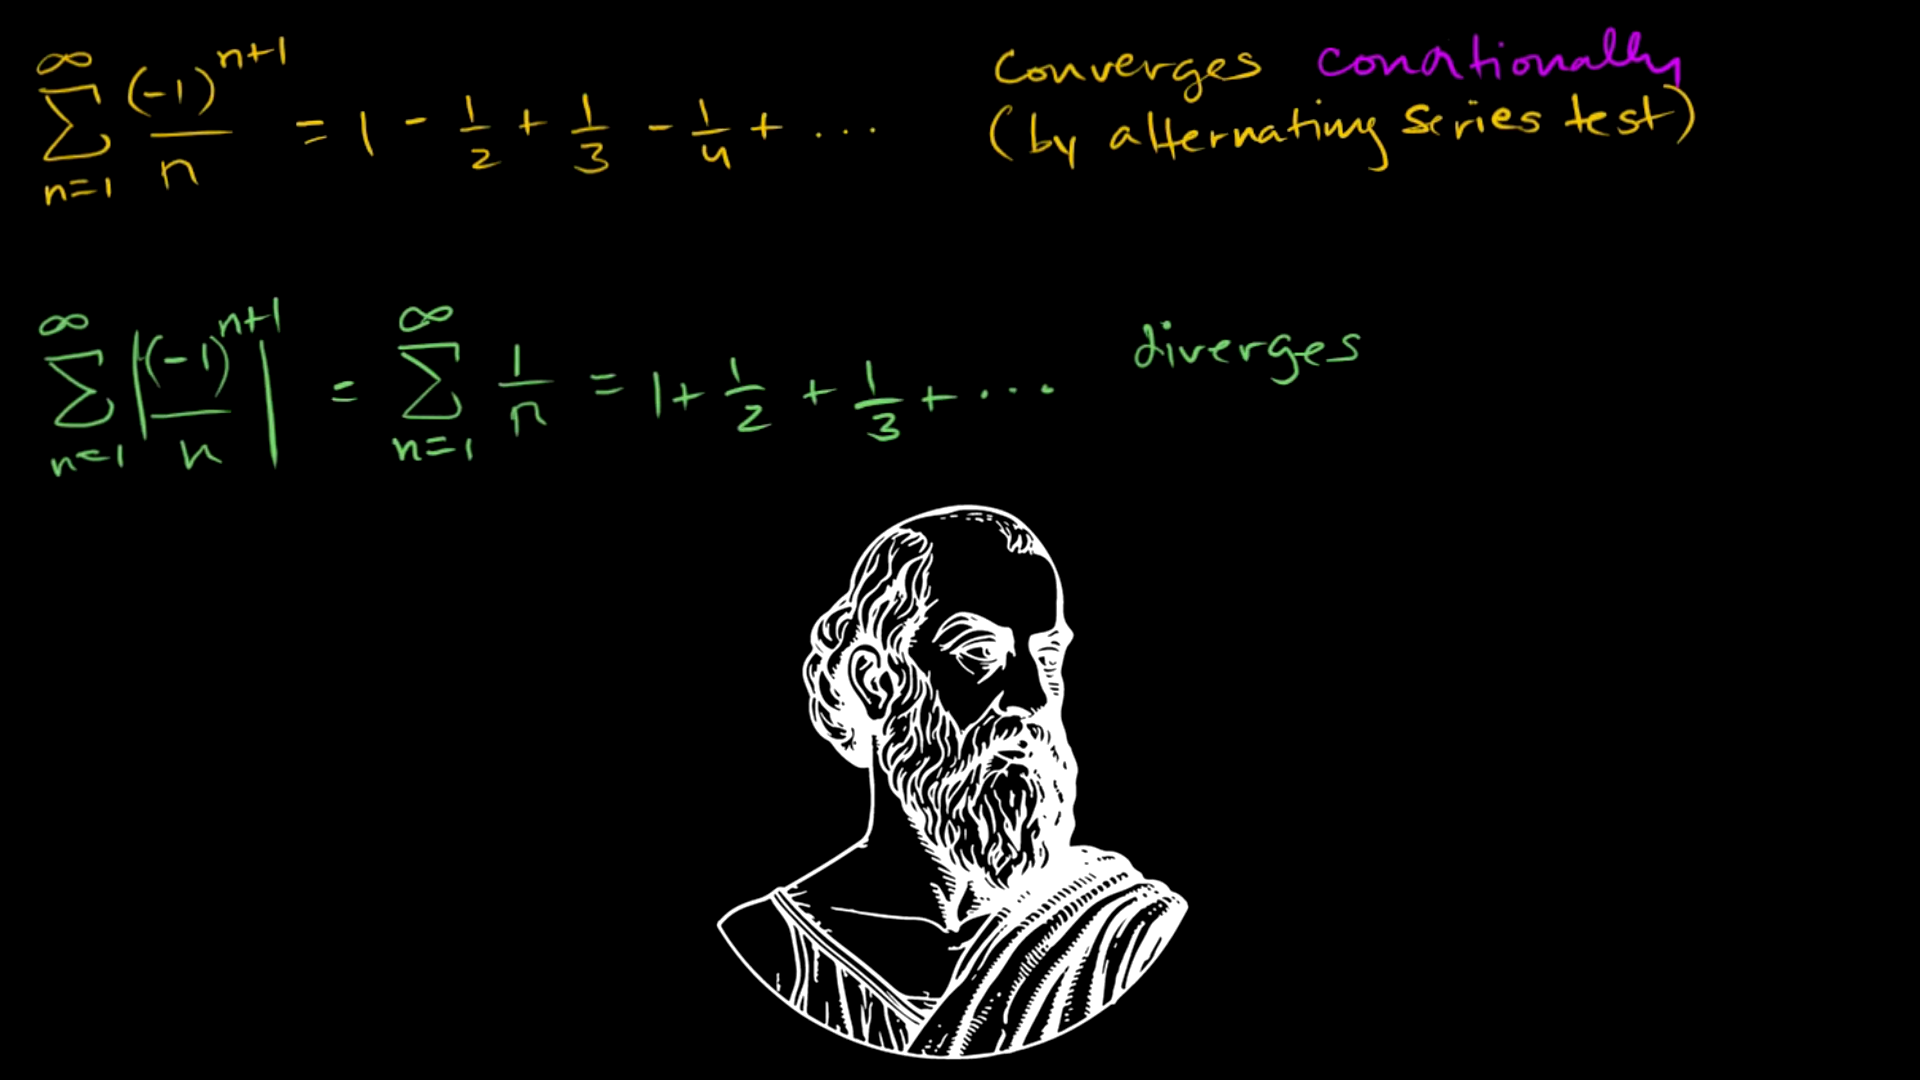 ∑_{n=1}^{∞} (-1)^{n+1}/n = 1 - 1/2 + 1/3 - 1/4 + ...
Converges conditionally
(by alternating series test)
∑_{n=1}^{∞} |(-1)^{n+1}/n| = ∑_{n=1}^{∞} 1/n = 1 + 1/2 + 1/3 + ... diverges